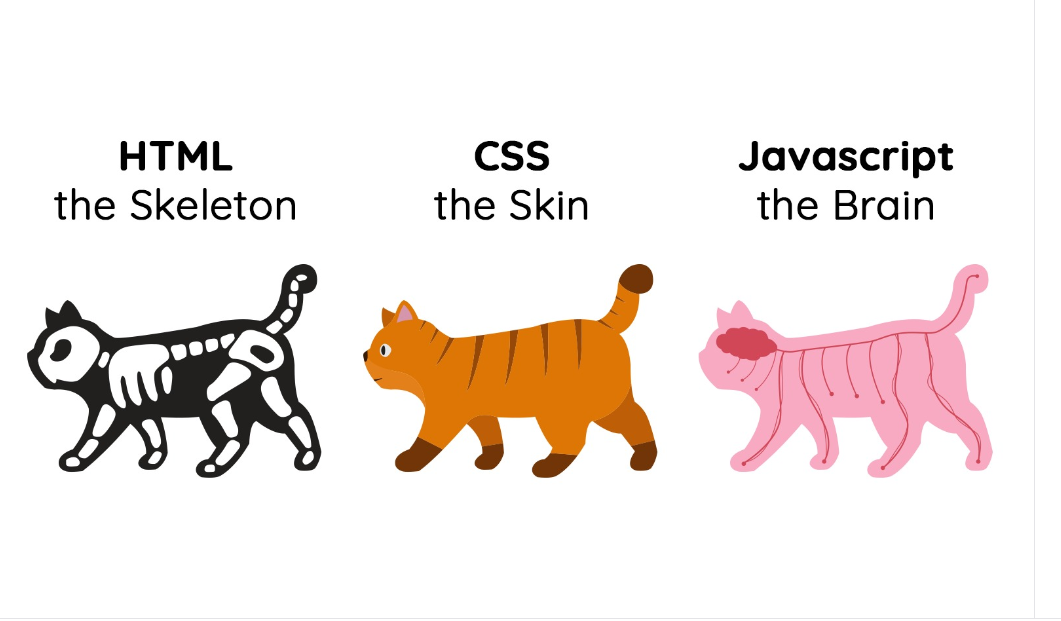 HTML
the Skeleton
CSS
the Skin
Javascript
the Brain